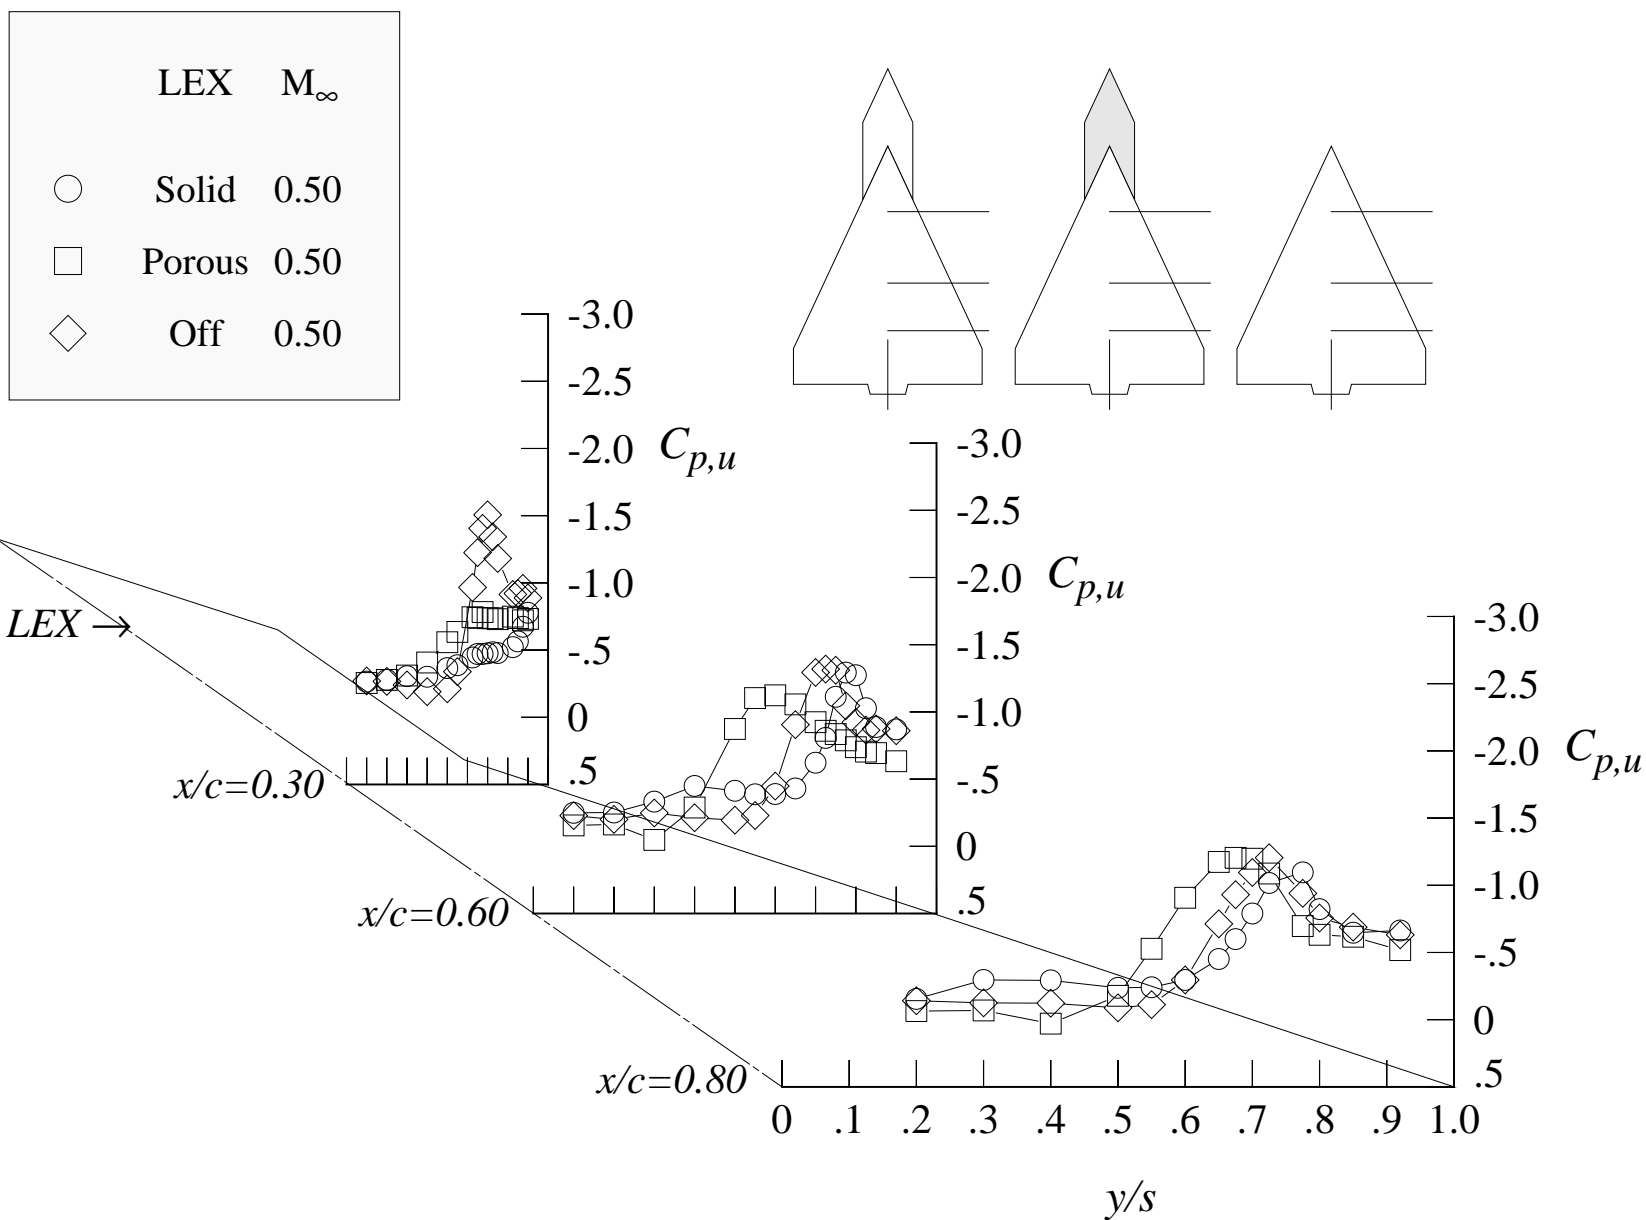 LEX M∞
Solid 0.50
Porous 0.50
Off 0.50
-3.0
-2.5
-2.0 Cp,u
-1.5
-1.0
-.5
0
.5
LEX →
x/c=0.30
-3.0
-2.5
-2.0 Cp,u
-1.5
-1.0
-.5
0
.5
x/c=0.60
-3.0
-2.5
-2.0 Cp,u
-1.5
-1.0
-.5
0
.5
x/c=0.80
0 .1 .2 .3 .4 .5 .6 .7 .8 .9 1.0
y/s